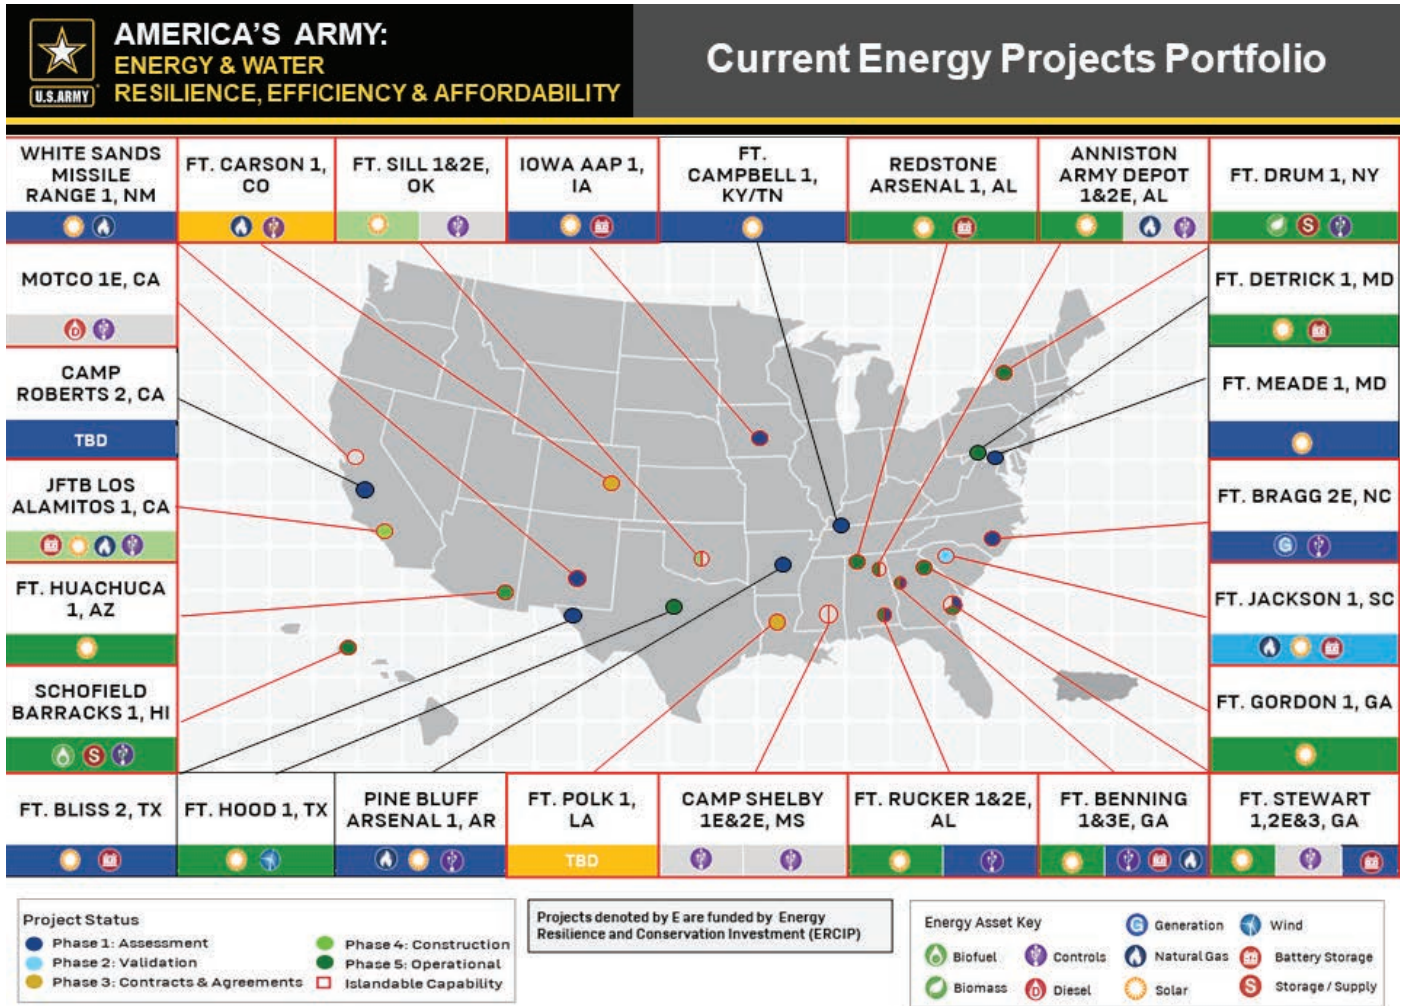 AMERICA'S ARMY:
ENERGY & WATER
RESILIENCE, EFFICIENCY & AFFORDABILITY
U.S.ARMY
Current Energy Projects Portfolio
WHITE SANDS
MISSILE
RANGE 1, NM
FT. CARSON 1,
CO
FT. SILL 1&2E,
OK
IOWA AAP 1,
IA
FT.
CAMPBELL 1,
KY/TN
REDSTONE
ARSENAL 1, AL
ANNISTON
ARMY DEPOT
1&2E, AL
FT. DRUM 1, NY
S
MOTCO 1E, CA
D
CAMP
ROBERTS 2, CA
TBD
JFTB LOS
ALAMITOS 1, CA
FT. HUACHUCA
1, AZ
SCHOFIELD
BARRACKS 1, HI
S
FT. DETRICK 1, MD
FT. MEADE 1, MD
FT. BRAGG 2E, NC
G
FT. JACKSON 1, SC
FT. GORDON 1, GA
FT. BLISS 2, TX
FT. HOOD 1, TX
PINE BLUFF
ARSENAL 1, AR
FT. POLK 1,
LA
TBD
CAMP SHELBY
1E&2E, MS
FT. RUCKER 1&2E,
AL
FT. BENNING
1&3E, GA
FT. STEWART
1,2E&3, GA
Project Status
Phase 1: Assessment
Phase 2: Validation
Phase 3: Contracts & Agreements
Phase 4: Construction
Phase 5: Operational
Islandable Capability
Projects denoted by E are funded by Energy
Resilience and Conservation Investment (ERCIP)
Energy Asset Key
Biofuel
Biomass
Controls
D Diesel
G Generation
Natural Gas
Solar
Wind
Battery Storage
S Storage / Supply